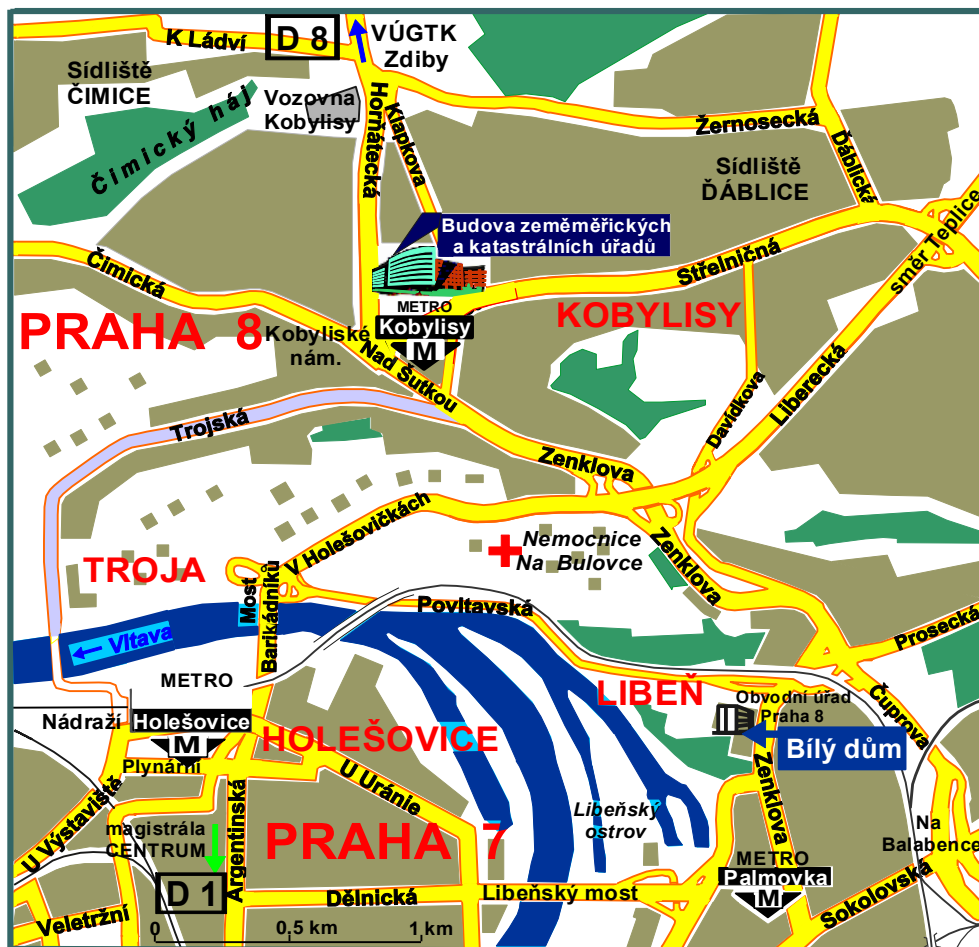 K Ládví
D 8
VÚGTK
Zdiby
Sídliště
ČIMICE
Čimický háj
Vozovna
Kobylisy
Horňátecká
Klapkova
Žernosecká
Ďáblická
Sídliště
ĎÁBLICE
Budova zeměměřických
a katastrálních úřadů
Střelničná
směr Teplice
Čimická
METRO
Kobylisy
M
KOBYLISY
PRAHA 8
Kobyliské
nám.
Nad Šutkou
Trojská
Zenklova
Davídkova
Liberecká
V Holešovičkách
Nemocnice
Na Bulovce
Zenklova
TROJA
Most
Barikádníků
Povltavská
Vltava
Prosecká
METRO
Nádraží
Holešovice
M
HOLEŠOVICE
LIBEŇ
Obvodní úřad
Praha 8
Bílý dům
Čuprova
Plynární
U Uránie
U Výstaviště
Argentinská
magistrála
CENTRUM
PRAHA 7
Libeňský
ostrov
Zenklova
Na
Balabence
METRO
Palmovka
M
D 1
Dělnická
Libeňský most
Sokolovská
Veletržní
0
0,5 km
1 km